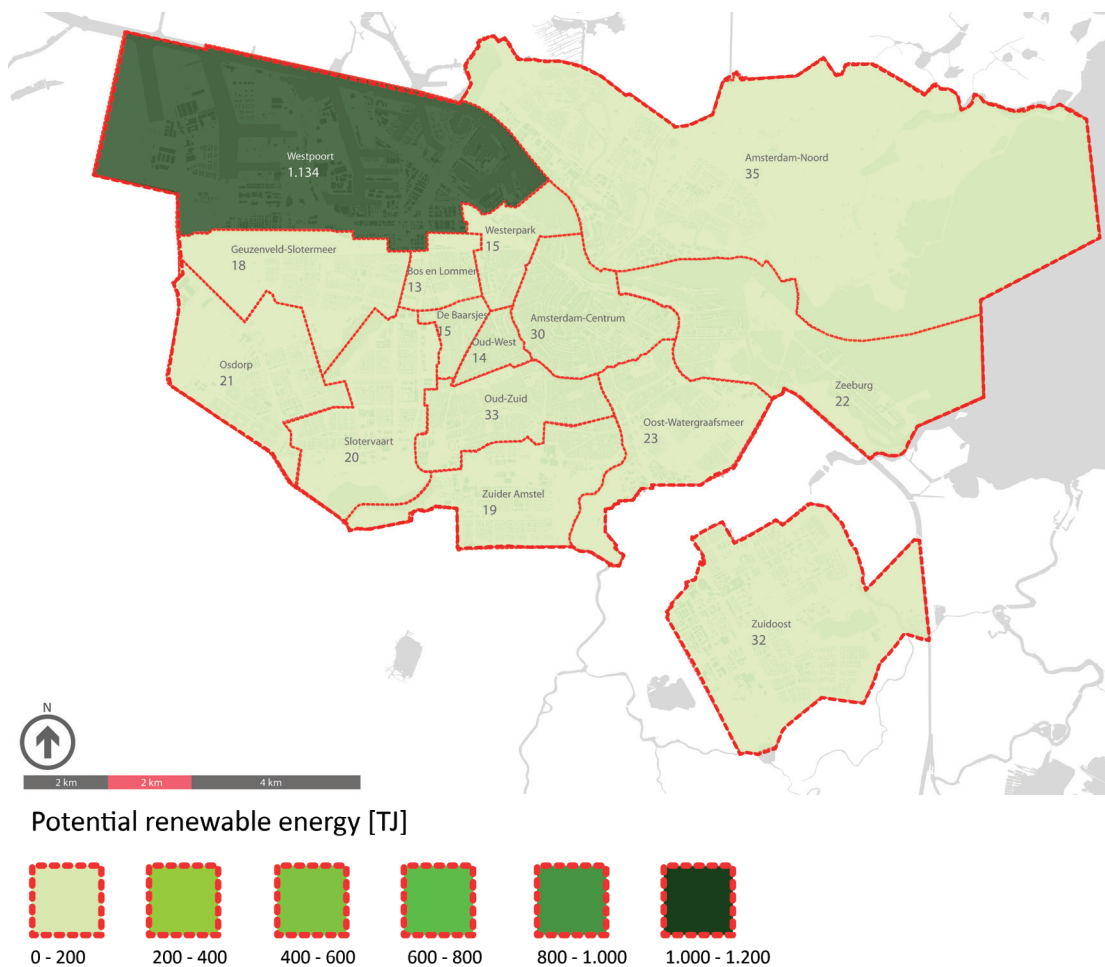 Westpoort
1.134
Amsterdam-Noord
35
Westerpark
15
Geuzenveld-Slotermeer
18
Bos en Lommer
13
De Baarsjes
15
Amsterdam-Centrum
30
Oud-West
14
Osdorp
21
Zeeburg
22
Oud-Zuid
33
Oost-Watergraafsmeer
23
Slotervaart
20
Zuider Amstel
19
Zuidoost
32
N
2 km 2 km 4 km
Potential renewable energy [TJ]
0 - 200 200 - 400 400 - 600 600 - 800 800 - 1.000 1.000 - 1.200